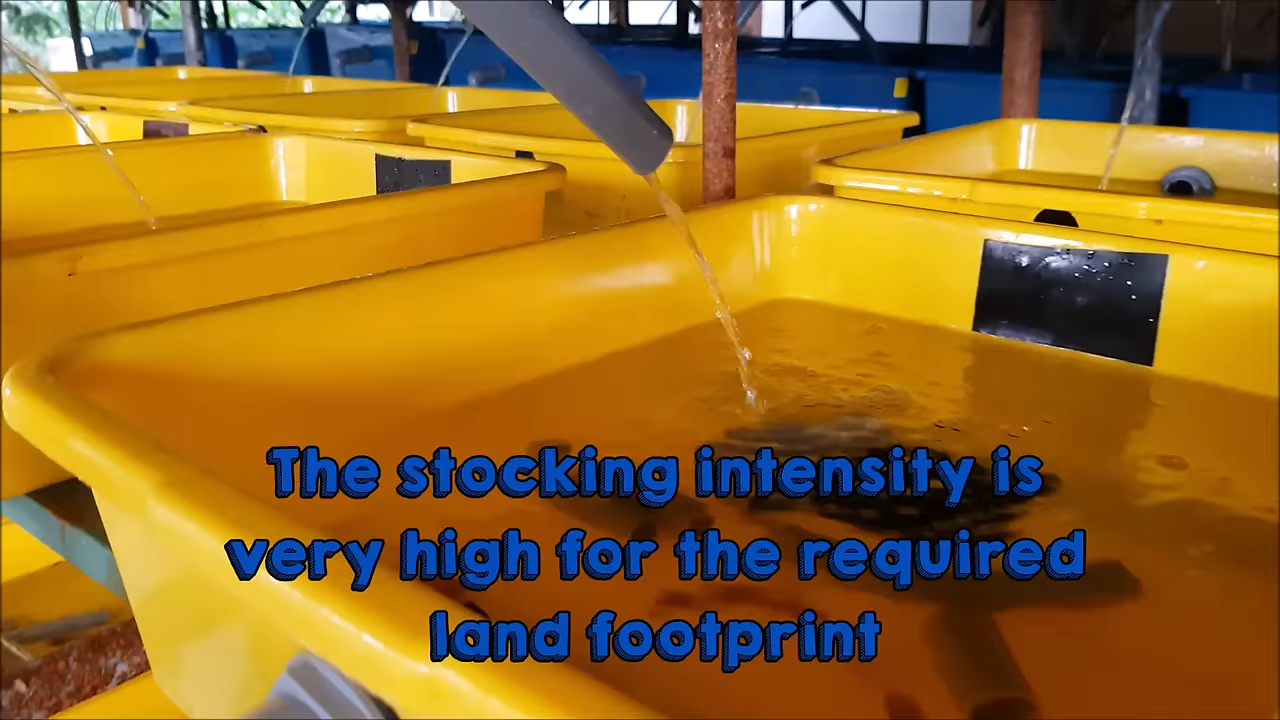 The stocking intensity is
very high for the required
land footprint